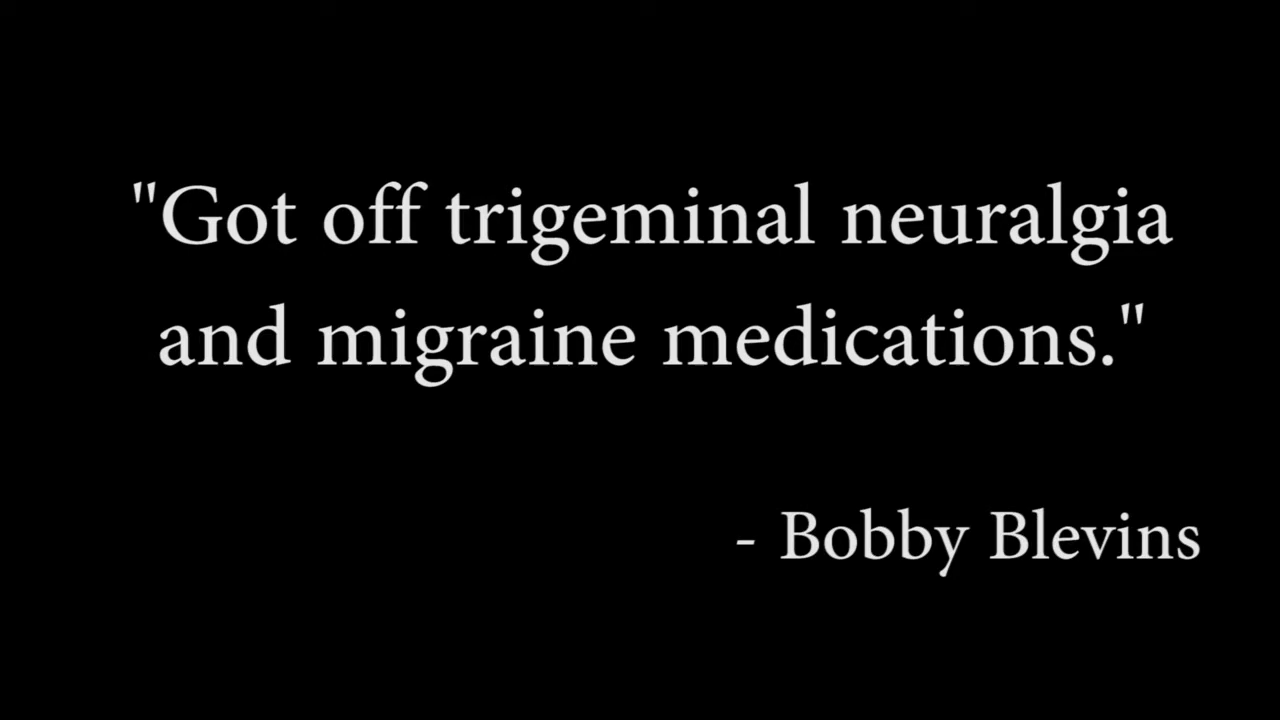 "Got off trigeminal neuralgia
and migraine medications."
- Bobby Blevins